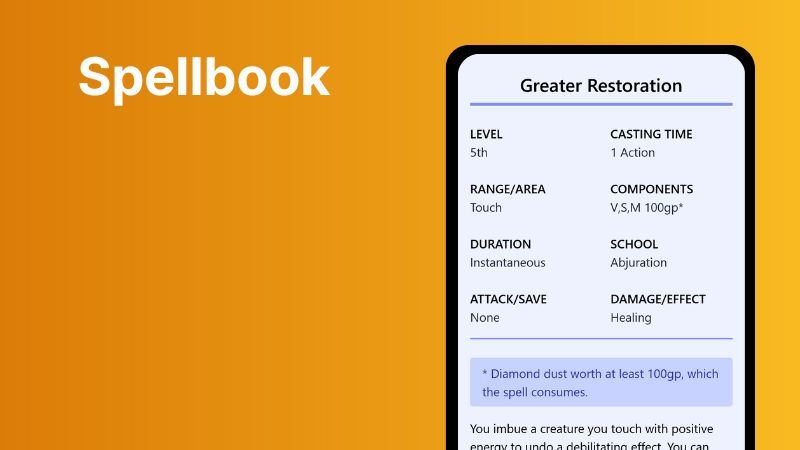 Spellbook
Greater Restoration
LEVEL
5th
CASTING TIME
1 Action
RANGE/AREA
Touch
COMPONENTS
V,S,M 100gp*
DURATION
Instantaneous
SCHOOL
Abjuration
ATTACK/SAVE
None
DAMAGE/EFFECT
Healing
* Diamond dust worth at least 100gp, which
the spell consumes.
You imbue a creature you touch with positive
energy to undo a debilitating effect. You can